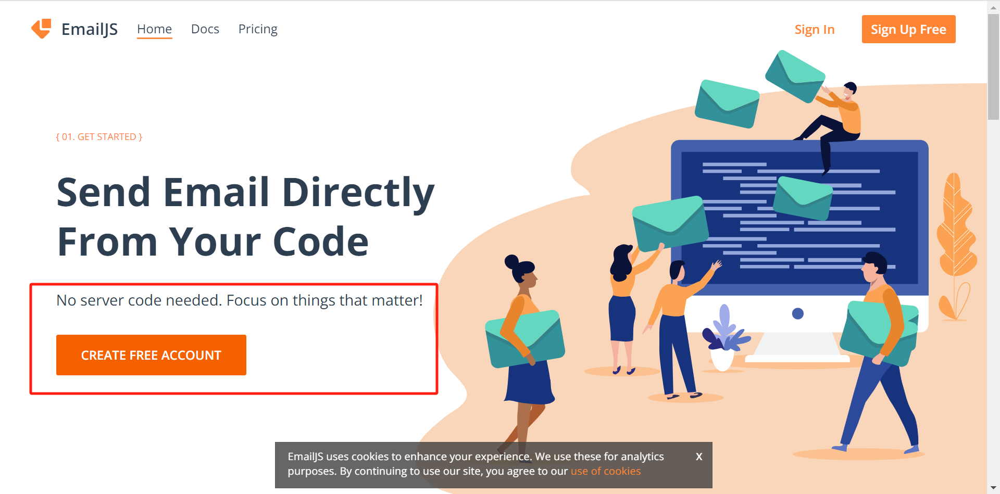 EmailJS Home Docs Pricing Sign In Sign Up Free
{ 01. GET STARTED }
Send Email Directly
From Your Code
No server code needed. Focus on things that matter!
CREATE FREE ACCOUNT
EmailJS uses cookies to enhance your experience. We use these for analytics X
purposes. By continuing to use our site, you agree to our use of cookies